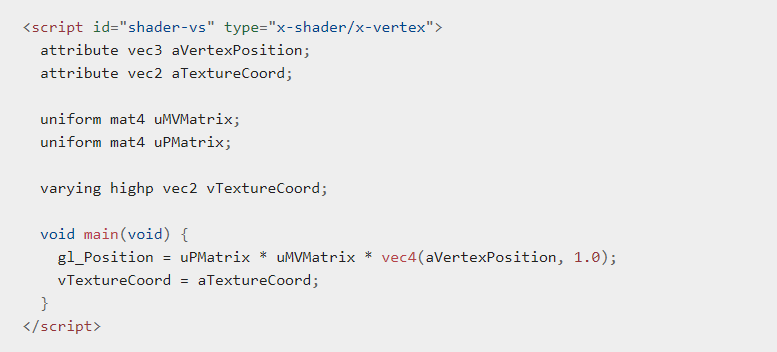 <script id="shader-vs" type="x-shader/x-vertex">
  attribute vec3 aVertexPosition;
  attribute vec2 aTextureCoord;

  uniform mat4 uMVMatrix;
  uniform mat4 uPMatrix;

  varying highp vec2 vTextureCoord;

  void main(void) {
    gl_Position = uPMatrix * uMVMatrix * vec4(aVertexPosition, 1.0);
    vTextureCoord = aTextureCoord;
  }
</script>